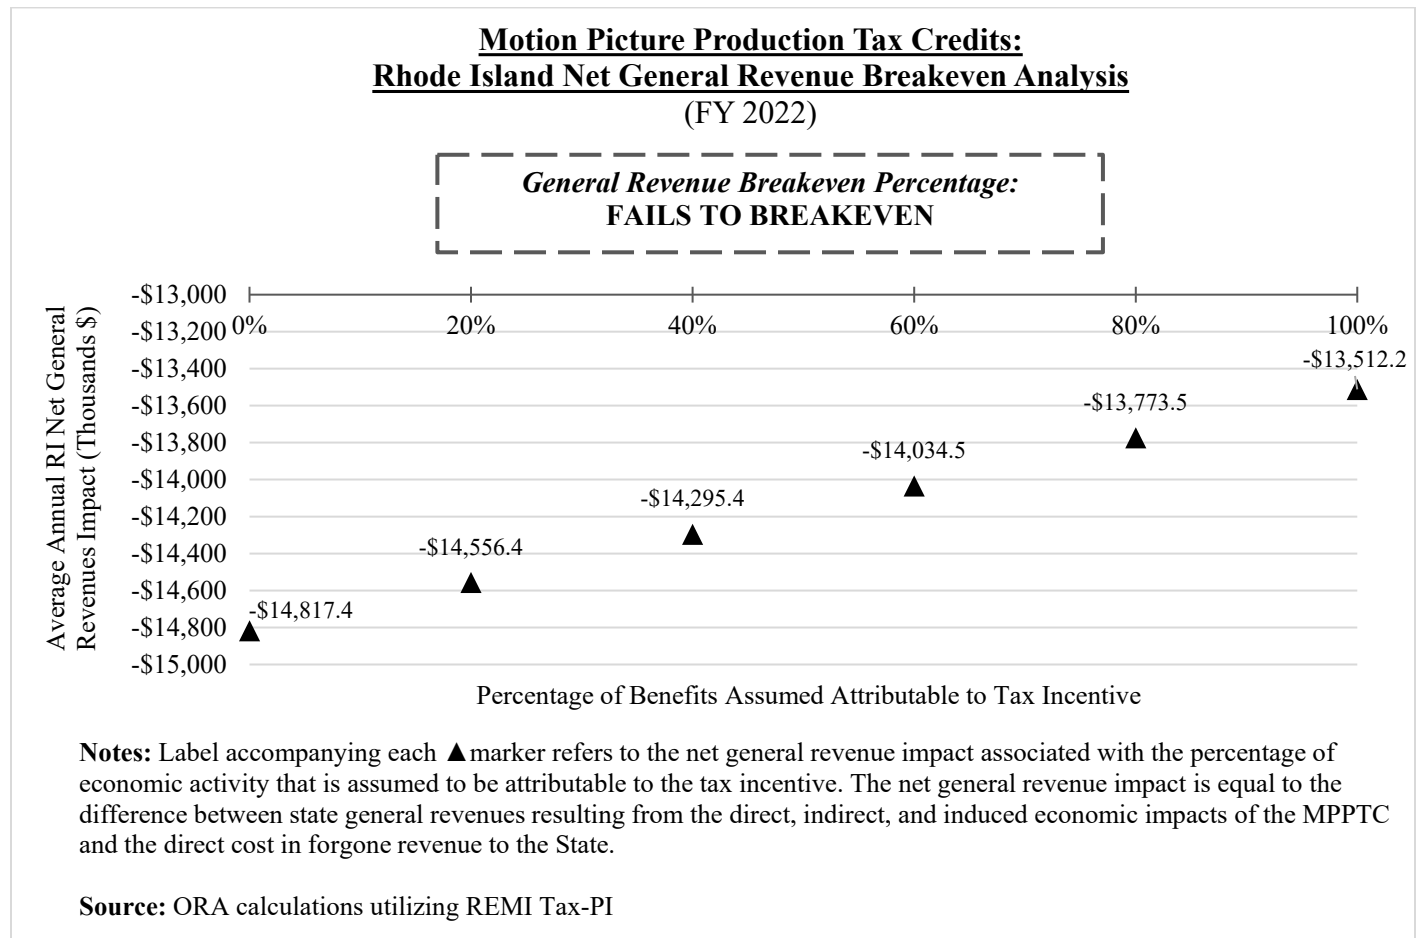 Motion Picture Production Tax Credits:
Rhode Island Net General Revenue Breakeven Analysis
(FY 2022)
General Revenue Breakeven Percentage:
FAILS TO BREAKEVEN
Average Annual RI Net General
Revenues Impact (Thousands $)
-$13,000
-$13,200
-$13,400
-$13,600
-$13,800
-$14,000
-$14,200
-$14,400
-$14,600
-$14,800
-$15,000
0% 20% 40% 60% 80% 100%
-$14,817.4
-$14,556.4
-$14,295.4
-$14,034.5
-$13,773.5
-$13,512.2
Percentage of Benefits Assumed Attributable to Tax Incentive
Notes: Label accompanying each ▲ marker refers to the net general revenue impact associated with the percentage of
economic activity that is assumed to be attributable to the tax incentive. The net general revenue impact is equal to the
difference between state general revenues resulting from the direct, indirect, and induced economic impacts of the MPPTC
and the direct cost in forgone revenue to the State.
Source: ORA calculations utilizing REMI Tax-PI